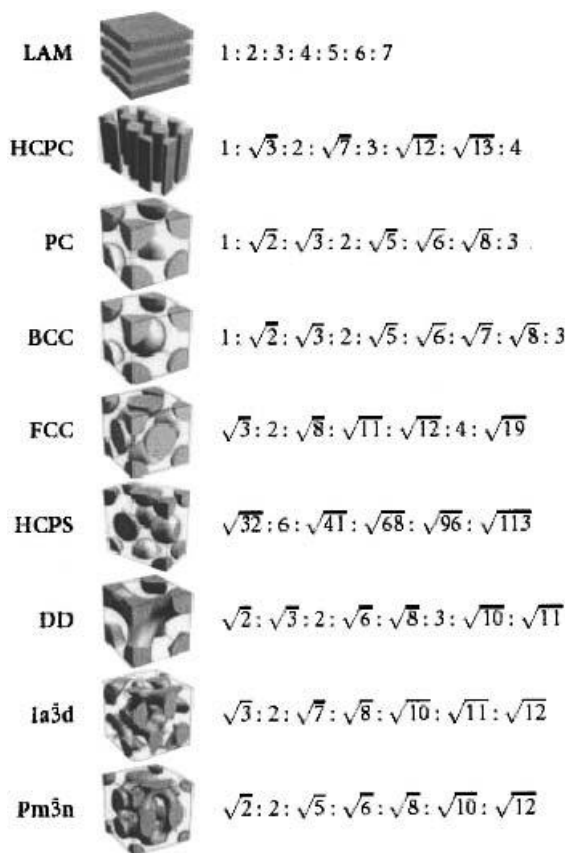 LAM 1 : 2 : 3 : 4 : 5 : 6 : 7
HCPC 1 : √3 : 2 : √7 : 3 : √12 : √13 : 4
PC 1 : √2 : √3 : 2 : √5 : √6 : √8 : 3
BCC 1 : √2 : √3 : 2 : √5 : √6 : √7 : √8 : 3
FCC √3 : 2 : √8 : √11 : √12 : 4 : √19
HCPS √32 : 6 : √41 : √68 : √96 : √113
DD √2 : √3 : 2 : √6 : √8 : 3 : √10 : √11
Ia3̄d √3 : 2 : √7 : √8 : √10 : √11 : √12
Pm3̄n √2 : 2 : √5 : √6 : √8 : √10 : √12